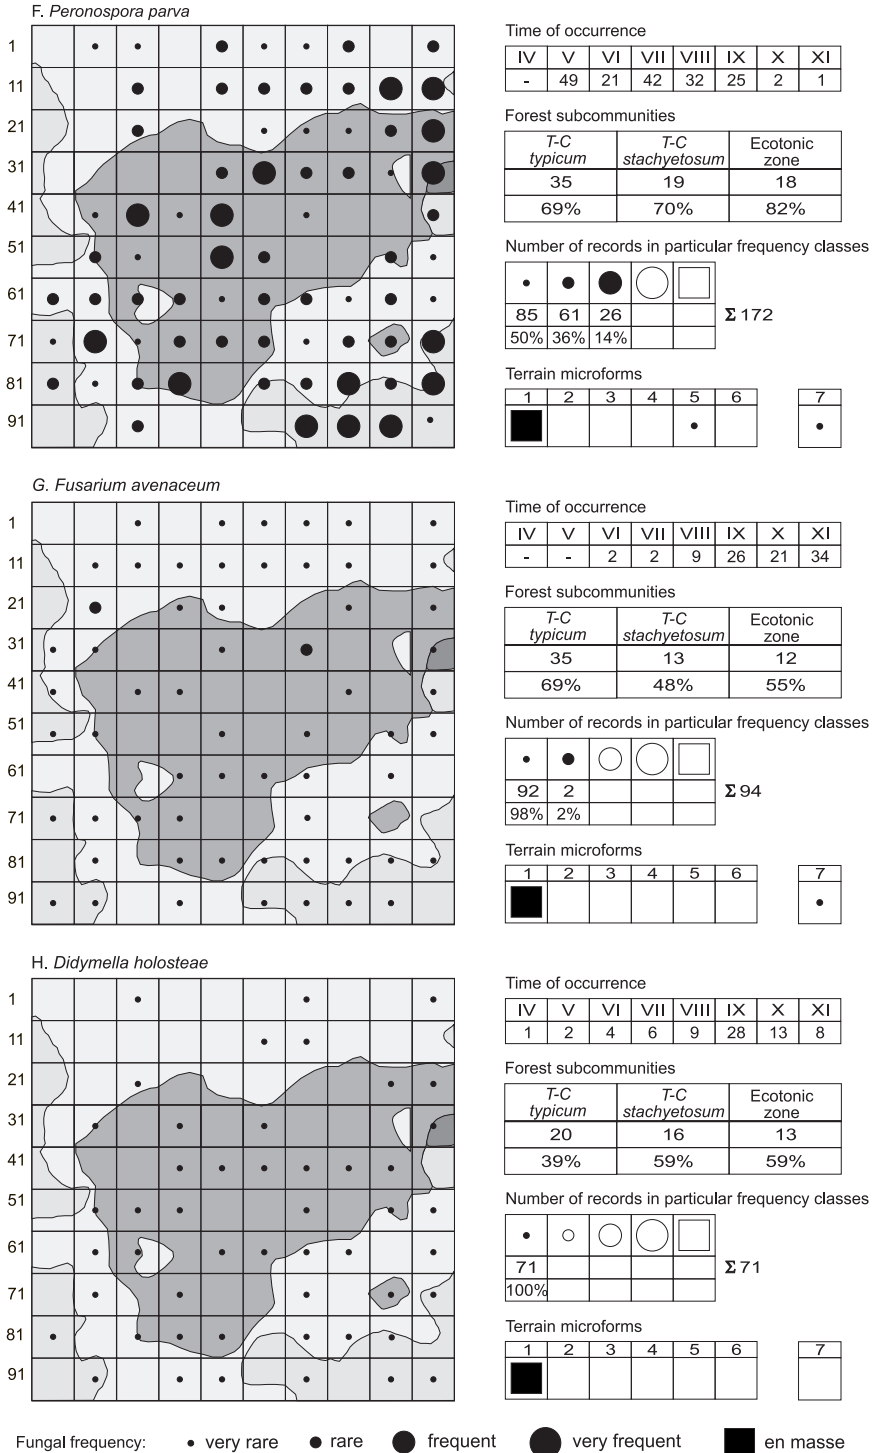 F. Peronospora parva
1
11
21
31
41
51
61
71
81
91
Time of occurrence
IV V VI VII VIII IX X XI
- 49 21 42 32 25 2 1
Forest subcommunities
T-C typicum T-C stachyetosum Ecotonic zone
35 19 18
69% 70% 82%
Number of records in particular frequency classes
85 61 26
Σ 172
50% 36% 14%
Terrain microforms
1 2 3 4 5 6 7
G. Fusarium avenaceum
1
11
21
31
41
51
61
71
81
91
Time of occurrence
IV V VI VII VIII IX X XI
- - 2 2 9 26 21 34
Forest subcommunities
T-C typicum T-C stachyetosum Ecotonic zone
35 13 12
69% 48% 55%
Number of records in particular frequency classes
92 2
Σ 94
98% 2%
Terrain microforms
1 2 3 4 5 6 7
H. Didymella holosteae
1
11
21
31
41
51
61
71
81
91
Time of occurrence
IV V VI VII VIII IX X XI
1 2 4 6 9 28 13 8
Forest subcommunities
T-C typicum T-C stachyetosum Ecotonic zone
20 16 13
39% 59% 59%
Number of records in particular frequency classes
71
Σ 71
100%
Terrain microforms
1 2 3 4 5 6 7
Fungal frequency: very rare rare frequent very frequent en masse